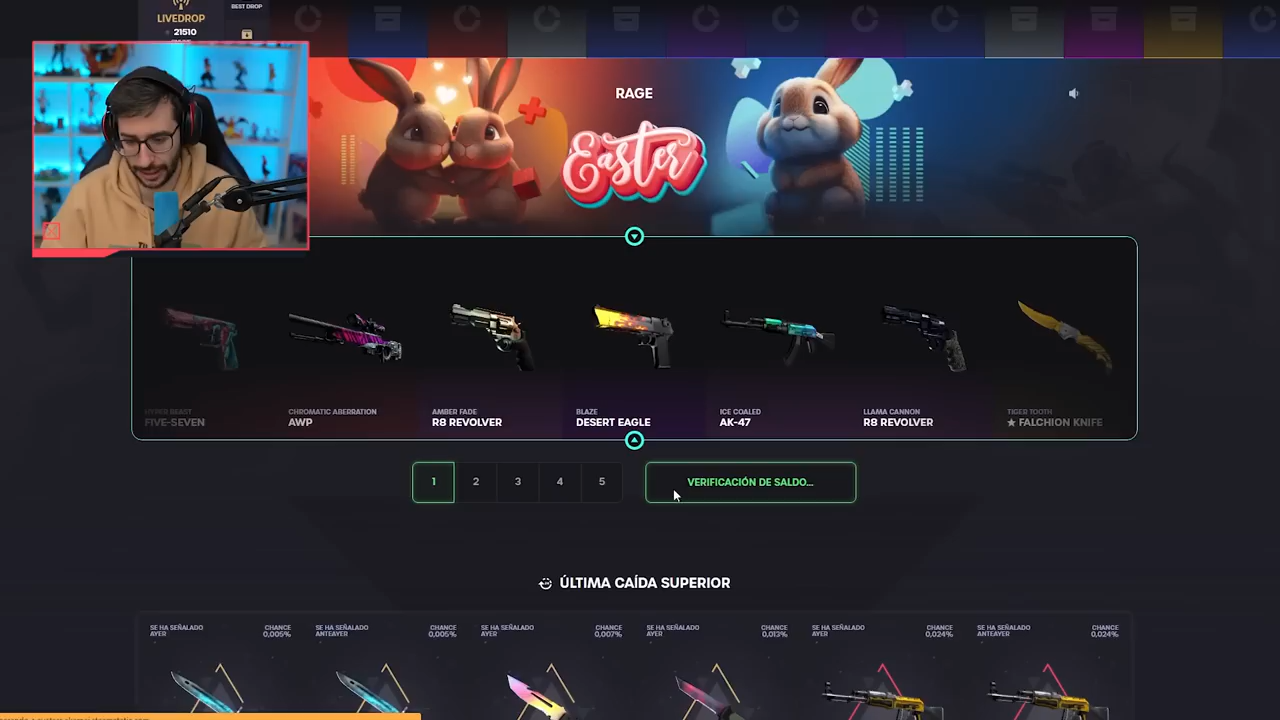 BEST DROP
LIVEDROP
21510
RAGE
Easter
HYPER BEAST
FIVE-SEVEN
CHROMATIC ABERRATION
AWP
AMBER FADE
R8 REVOLVER
BLAZE
DESERT EAGLE
ICE COALED
AK-47
LLAMA CANNON
R8 REVOLVER
TIGER TOOTH
★ FALCHION KNIFE
1 2 3 4 5
VERIFICACIÓN DE SALDO...
ÚLTIMA CAÍDA SUPERIOR
SE HA SEÑALADO
AYER
CHANCE
0,005%
SE HA SEÑALADO
ANTEAYER
CHANCE
0,005%
SE HA SEÑALADO
AYER
CHANCE
0,007%
SE HA SEÑALADO
AYER
CHANCE
0,013%
SE HA SEÑALADO
AYER
CHANCE
0,024%
SE HA SEÑALADO
ANTEAYER
CHANCE
0,024%